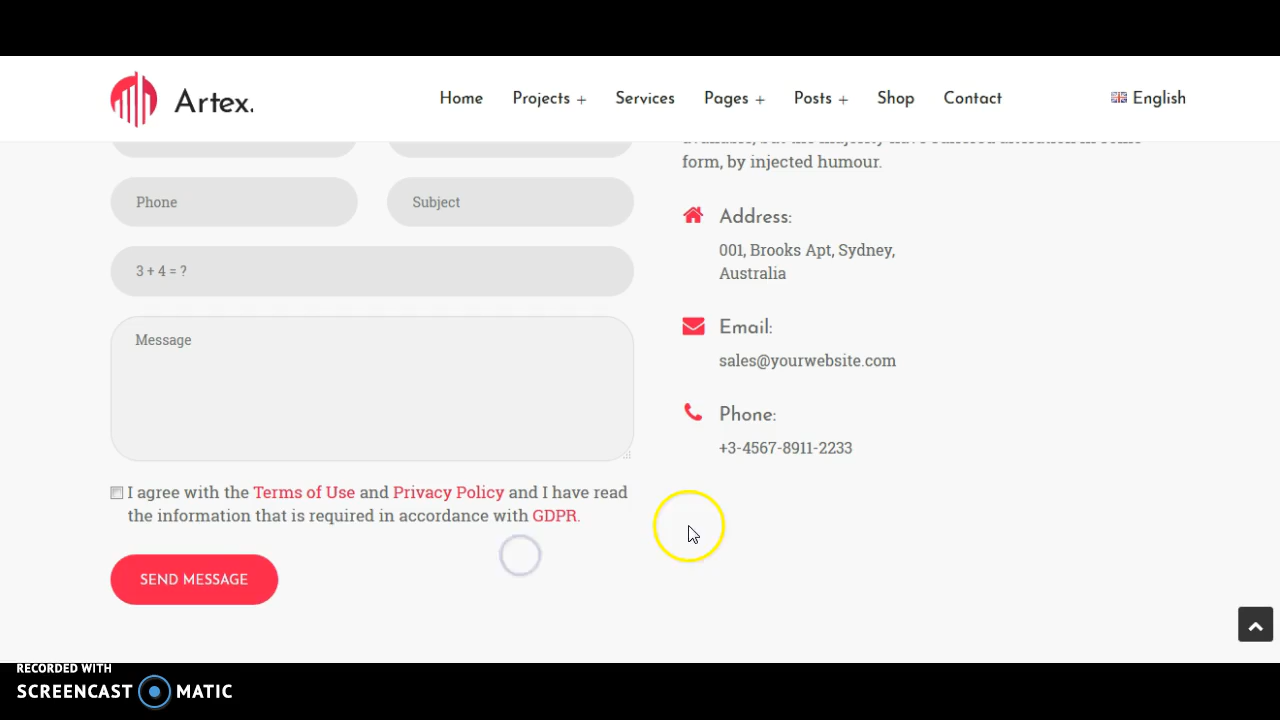 Artex.
Home Projects + Services Pages + Posts + Shop Contact English
form, by injected humour.
Phone Subject
3 + 4 = ?
Message
I agree with the Terms of Use and Privacy Policy and I have read
the information that is required in accordance with GDPR.
SEND MESSAGE
Address:
001, Brooks Apt, Sydney,
Australia
Email:
sales@yourwebsite.com
Phone:
+3-4567-8911-2233
RECORDED WITH
SCREENCAST MATIC